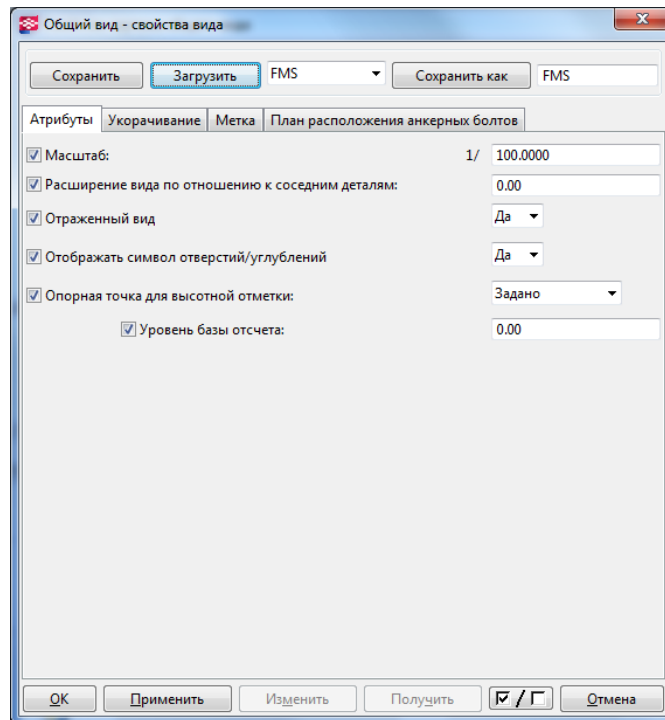 Общий вид - свойства вида
Сохранить Загрузить FMS Сохранить как FMS
Атрибуты Укорачивание Метка План расположения анкерных болтов
Масштаб: 1/ 100.0000
Расширение вида по отношению к соседним деталям: 0.00
Отраженный вид Да
Отображать символ отверстий/углублений Да
Опорная точка для высотной отметки: Задано
Уровень базы отсчета: 0.00
OK Применить Изменить Получить / Отмена